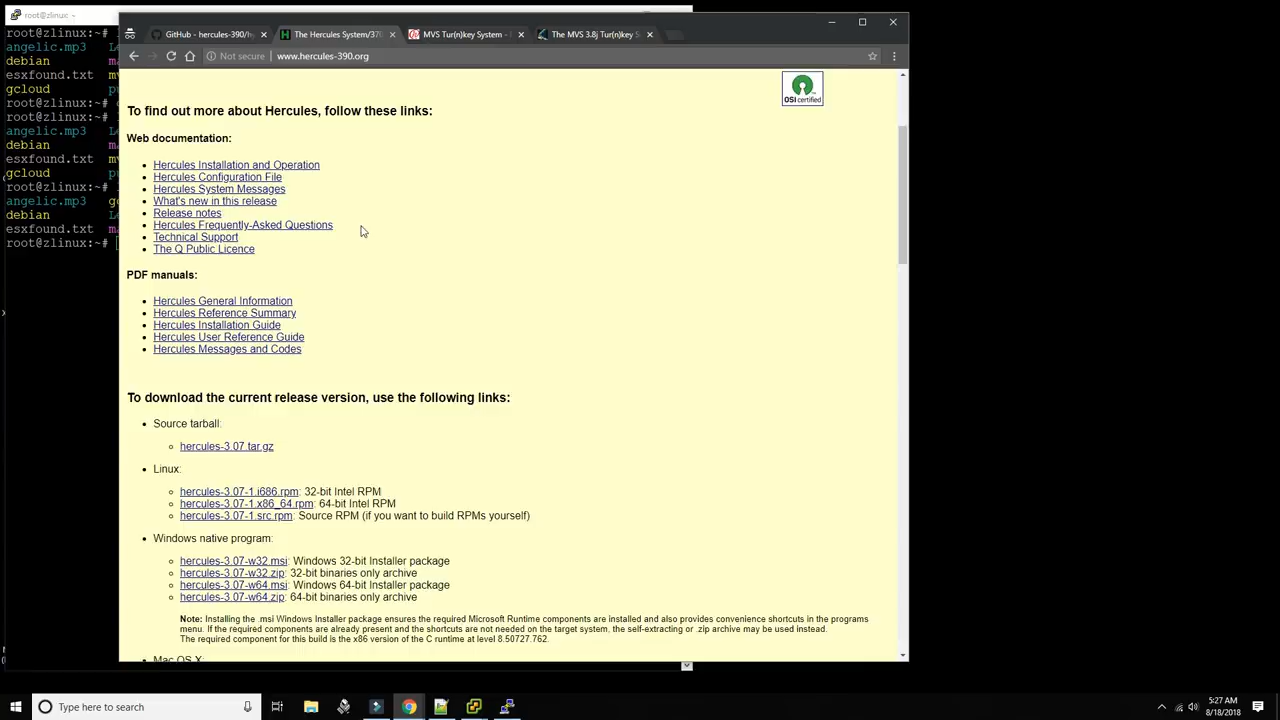 root@zlinux: ~
GitHub - hercules-390/hy
The Hercules System/370
MVS Tur(n)key System -
The MVS 3.8j Tur(n)key S
Not secure
www.hercules-390.org
root@zlinux:~#
angelic.mp3
debian
esxfound.txt
gcloud
root@zlinux:~#
root@zlinux:~#
angelic.mp3
debian
esxfound.txt
gcloud
root@zlinux:~#
angelic.mp3
debian
esxfound.txt
root@zlinux:~#
OSI certified
To find out more about Hercules, follow these links:
Web documentation:
Hercules Installation and Operation
Hercules Configuration File
Hercules System Messages
What's new in this release
Release notes
Hercules Frequently-Asked Questions
Technical Support
The Q Public Licence
PDF manuals:
Hercules General Information
Hercules Reference Summary
Hercules Installation Guide
Hercules User Reference Guide
Hercules Messages and Codes
To download the current release version, use the following links:
Source tarball:
hercules-3.07.tar.gz
Linux:
hercules-3.07-1.i686.rpm: 32-bit Intel RPM
hercules-3.07-1.x86_64.rpm: 64-bit Intel RPM
hercules-3.07-1.src.rpm: Source RPM (if you want to build RPMs yourself)
Windows native program:
hercules-3.07-w32.msi: Windows 32-bit Installer package
hercules-3.07-w32.zip: 32-bit binaries only archive
hercules-3.07-w64.msi: Windows 64-bit Installer package
hercules-3.07-w64.zip: 64-bit binaries only archive
Note: Installing the .msi Windows Installer package ensures the required Microsoft Runtime components are installed and also provides convenience shortcuts in the programs
menu. If the required components are already present and the shortcuts are not needed on the target system, the self-extracting or .zip archive may be used instead.
The required component for this build is the x86 version of the C runtime at level 8.50727.762.
Mac OS X:
Type here to search
5:27 AM
8/18/2018